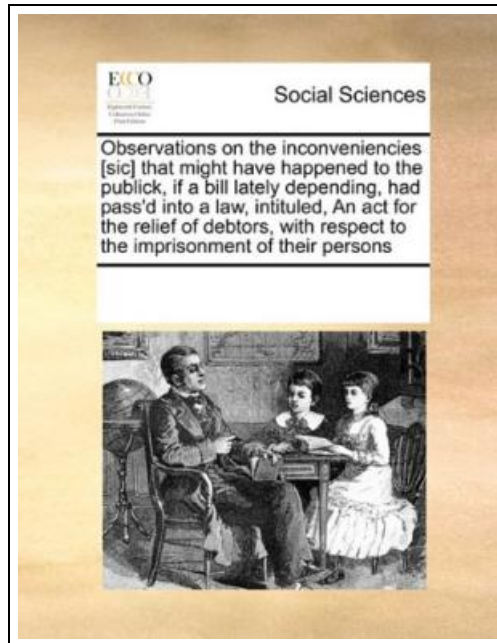 ECCO
Social Sciences
Observations on the inconveniencies
[sic] that might have happened to the
publick, if a bill lately depending, had
pass'd into a law, intituled, An act for
the relief of debtors, with respect to
the imprisonment of their persons